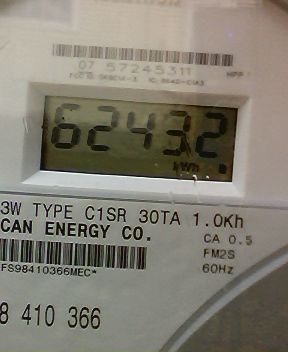 07 57245311
62432
kWh
3W TYPE C1SR 30TA 1.0Kh
CAN ENERGY CO.
CA 0.5
FM2S
60Hz
FS98410366MEC*
8 410 366